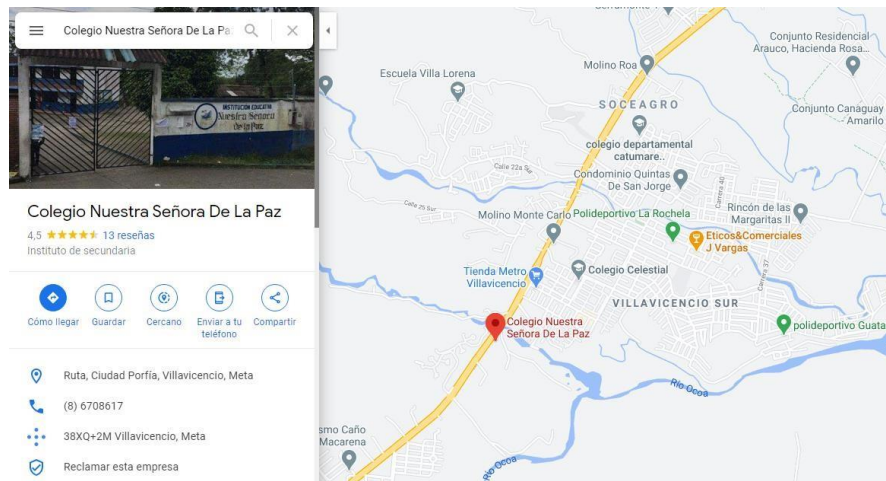 Colegio Nuestra Señora De La Pa
INSTITUCIÓN EDUCATIVA
Nuestra Señora
de la Paz
Colegio Nuestra Señora De La Paz
4,5
13 reseñas
Instituto de secundaria
Cómo llegar
Guardar
Cercano
Enviar a tu
teléfono
Compartir
Ruta, Ciudad Porfía, Villavicencio, Meta
(8) 6708617
38XQ+2M Villavicencio, Meta
Reclamar esta empresa
Conjunto Residencial
Arauco, Hacienda Rosa...
Molino Roa
Escuela Villa Lorena
SOCEAGRO
Conjunto Canaguay
- Amarilo
colegio departamental
catumare..
Calle 22a Sur
Condominio Quintas
De San Jorge
Carrera 40
Calle 25 Sur
Molino Monte Carlo
Polideportivo La Rochela
Rincón de las
Margaritas II
Eticos&Comerciales
J Vargas
Tienda Metro
Villavicencio
Colegio Celestial
Carrera 37
VILLAVICENCIO SUR
Colegio Nuestra
Señora De La Paz
polideportivo Guata
Río Ocoa
smo Caño
Macarena
Río Ocoa